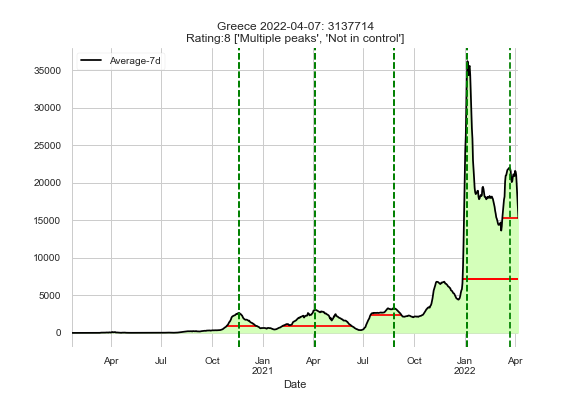 Greece 2022-04-07: 3137714
Rating:8 ['Multiple peaks', 'Not in control']
Average-7d
35000
30000
25000
20000
15000
10000
5000
0
Apr Jul Oct Jan Apr Jul Oct Jan Apr
2021 2022
Date